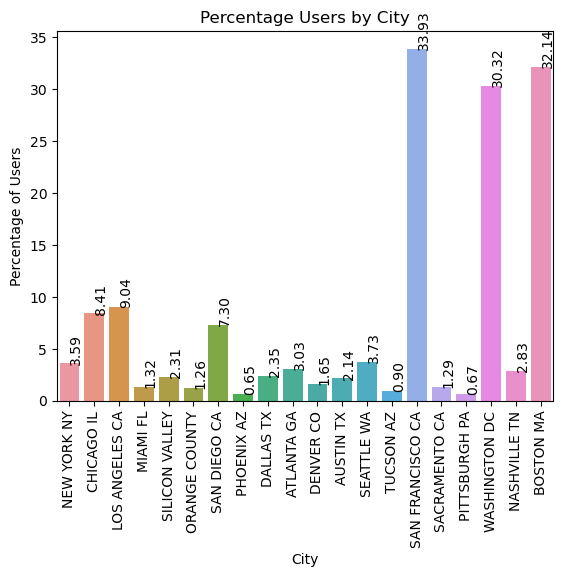 Percentage Users by City
Percentage of Users
35
30
25
20
15
10
5
0
3.59
8.41
9.04
1.32
2.31
1.26
7.30
0.65
2.35
3.03
1.65
2.14
3.73
0.90
33.93
1.29
0.67
30.32
2.83
32.14
NEW YORK NY
CHICAGO IL
LOS ANGELES CA
MIAMI FL
SILICON VALLEY
ORANGE COUNTY
SAN DIEGO CA
PHOENIX AZ
DALLAS TX
ATLANTA GA
DENVER CO
AUSTIN TX
SEATTLE WA
TUCSON AZ
SAN FRANCISCO CA
SACRAMENTO CA
PITTSBURGH PA
WASHINGTON DC
NASHVILLE TN
BOSTON MA
City